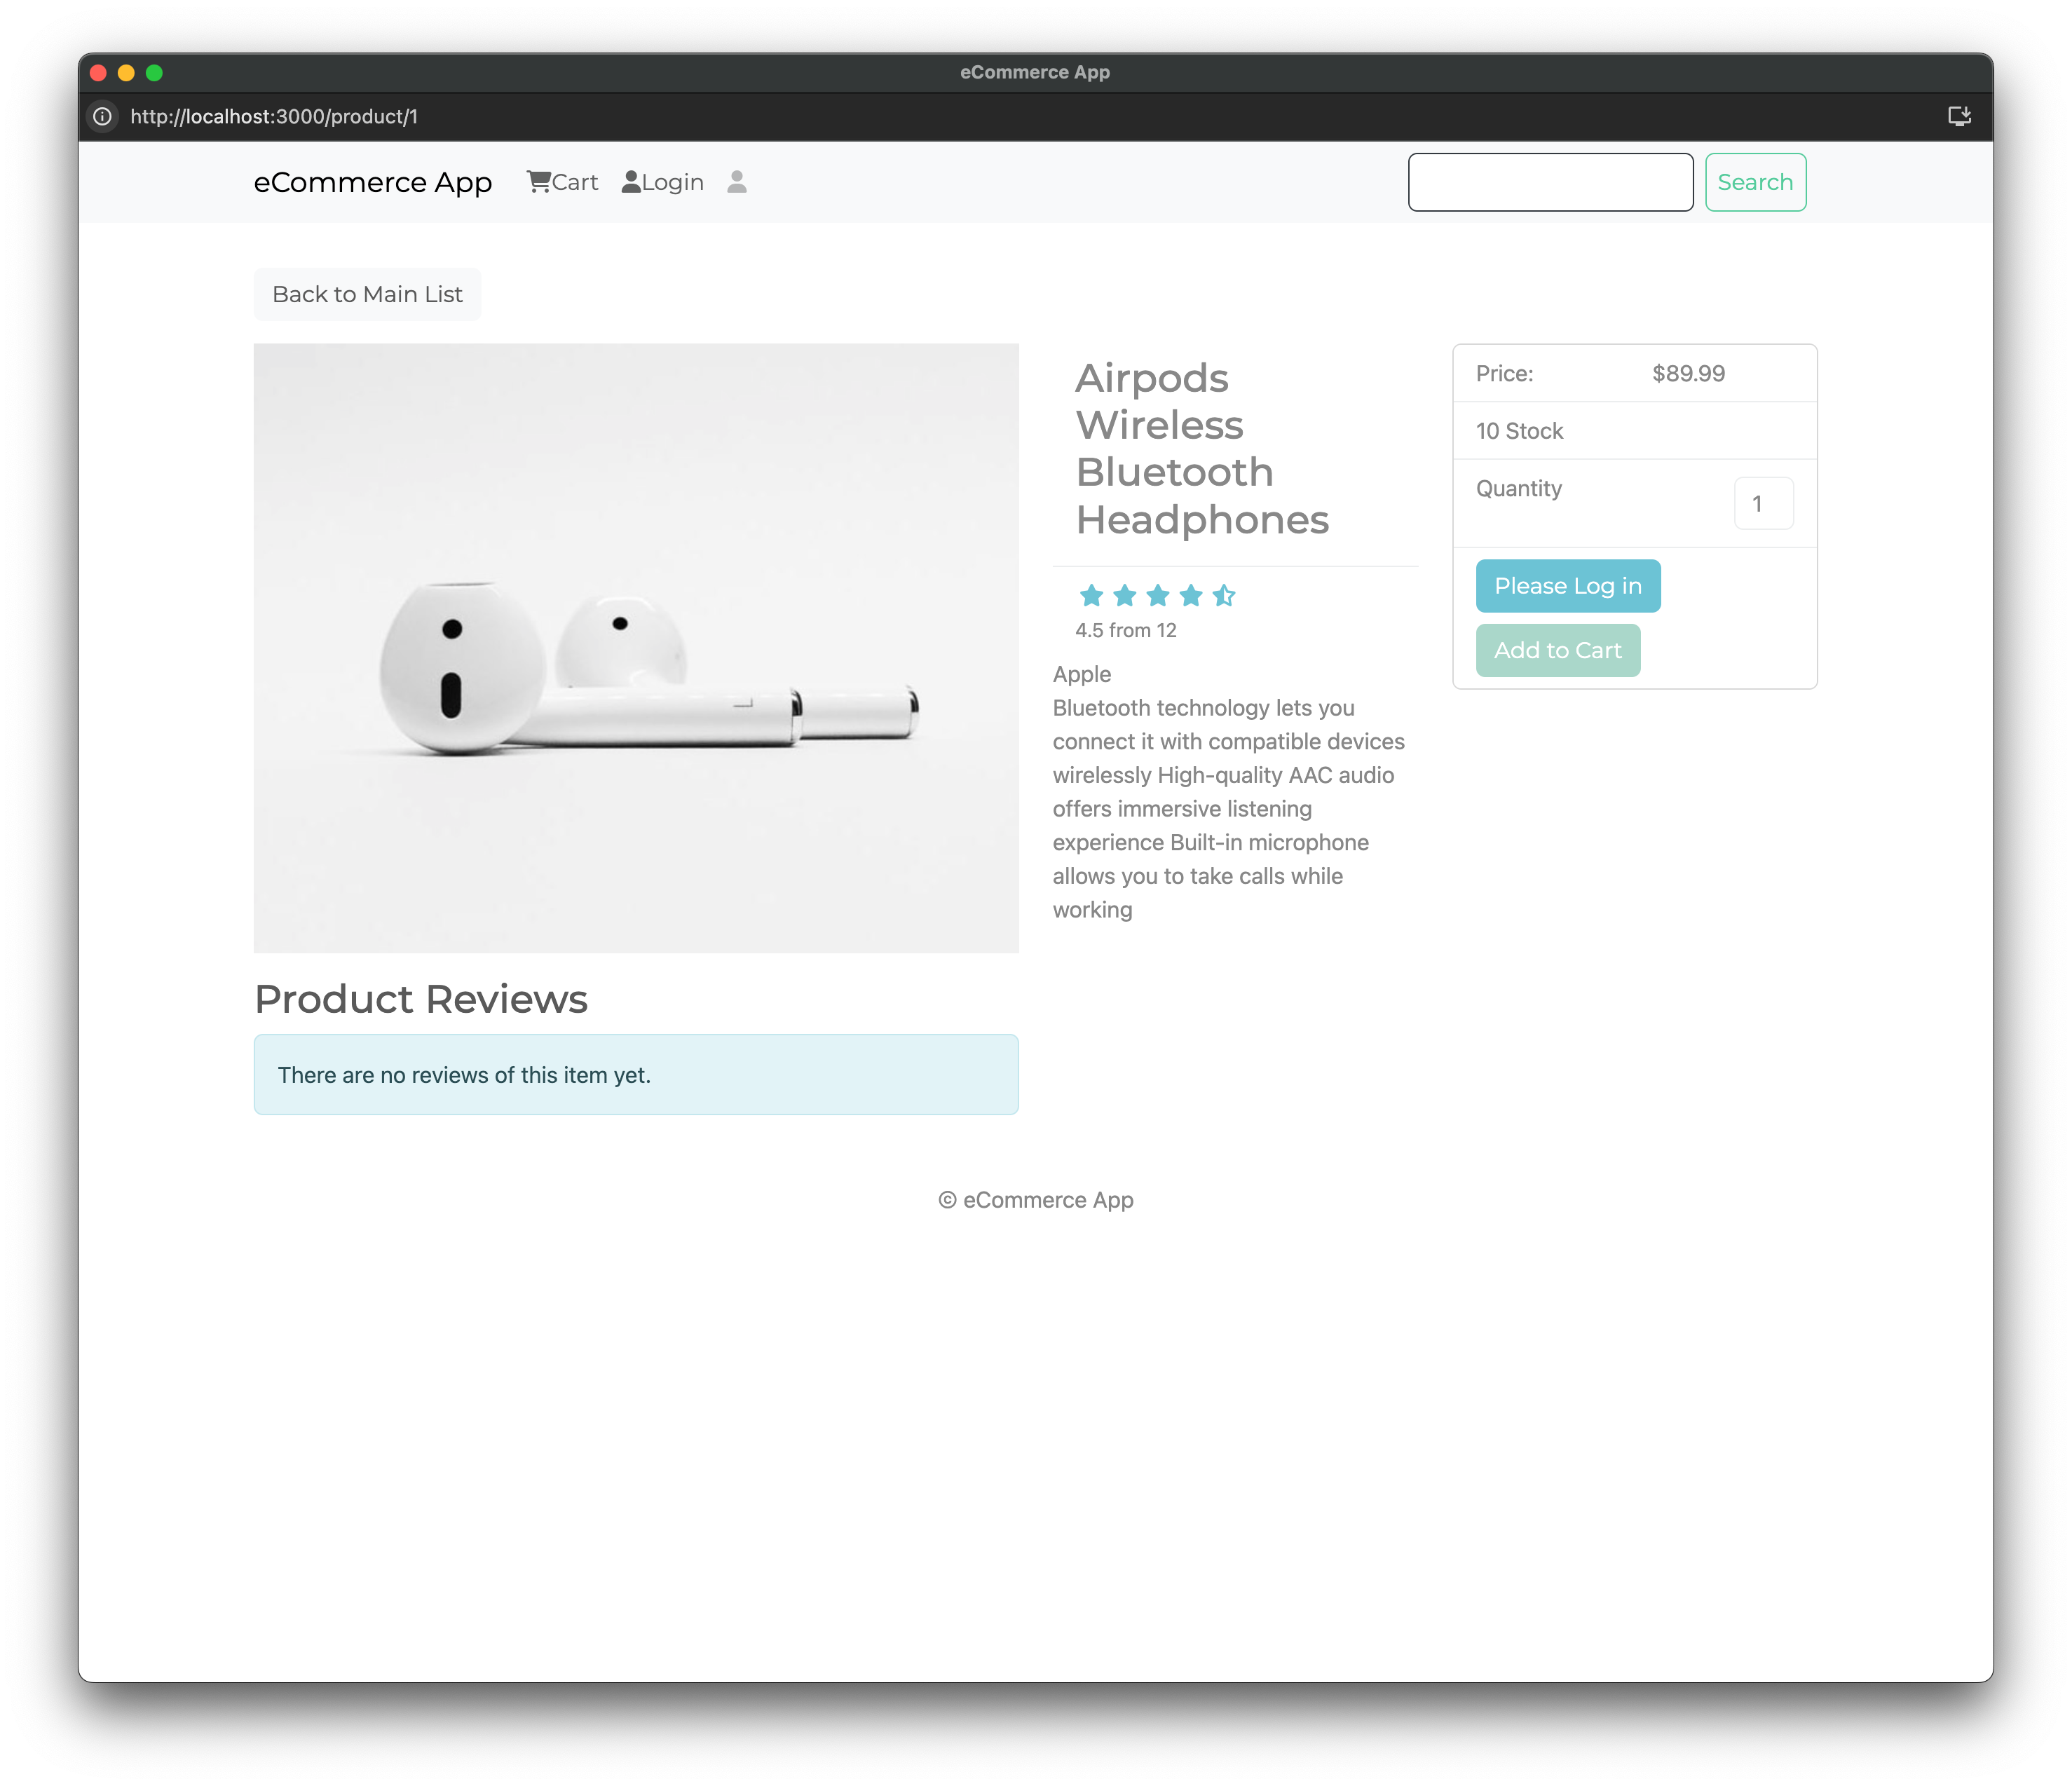 eCommerce App
http://localhost:3000/product/1
eCommerce App Cart Login Search
Back to Main List
Airpods
Wireless
Bluetooth
Headphones
4.5 from 12
Apple
Bluetooth technology lets you
connect it with compatible devices
wirelessly High-quality AAC audio
offers immersive listening
experience Built-in microphone
allows you to take calls while
working
Price: $89.99
10 Stock
Quantity 1
Please Log in
Add to Cart
Product Reviews
There are no reviews of this item yet.
© eCommerce App